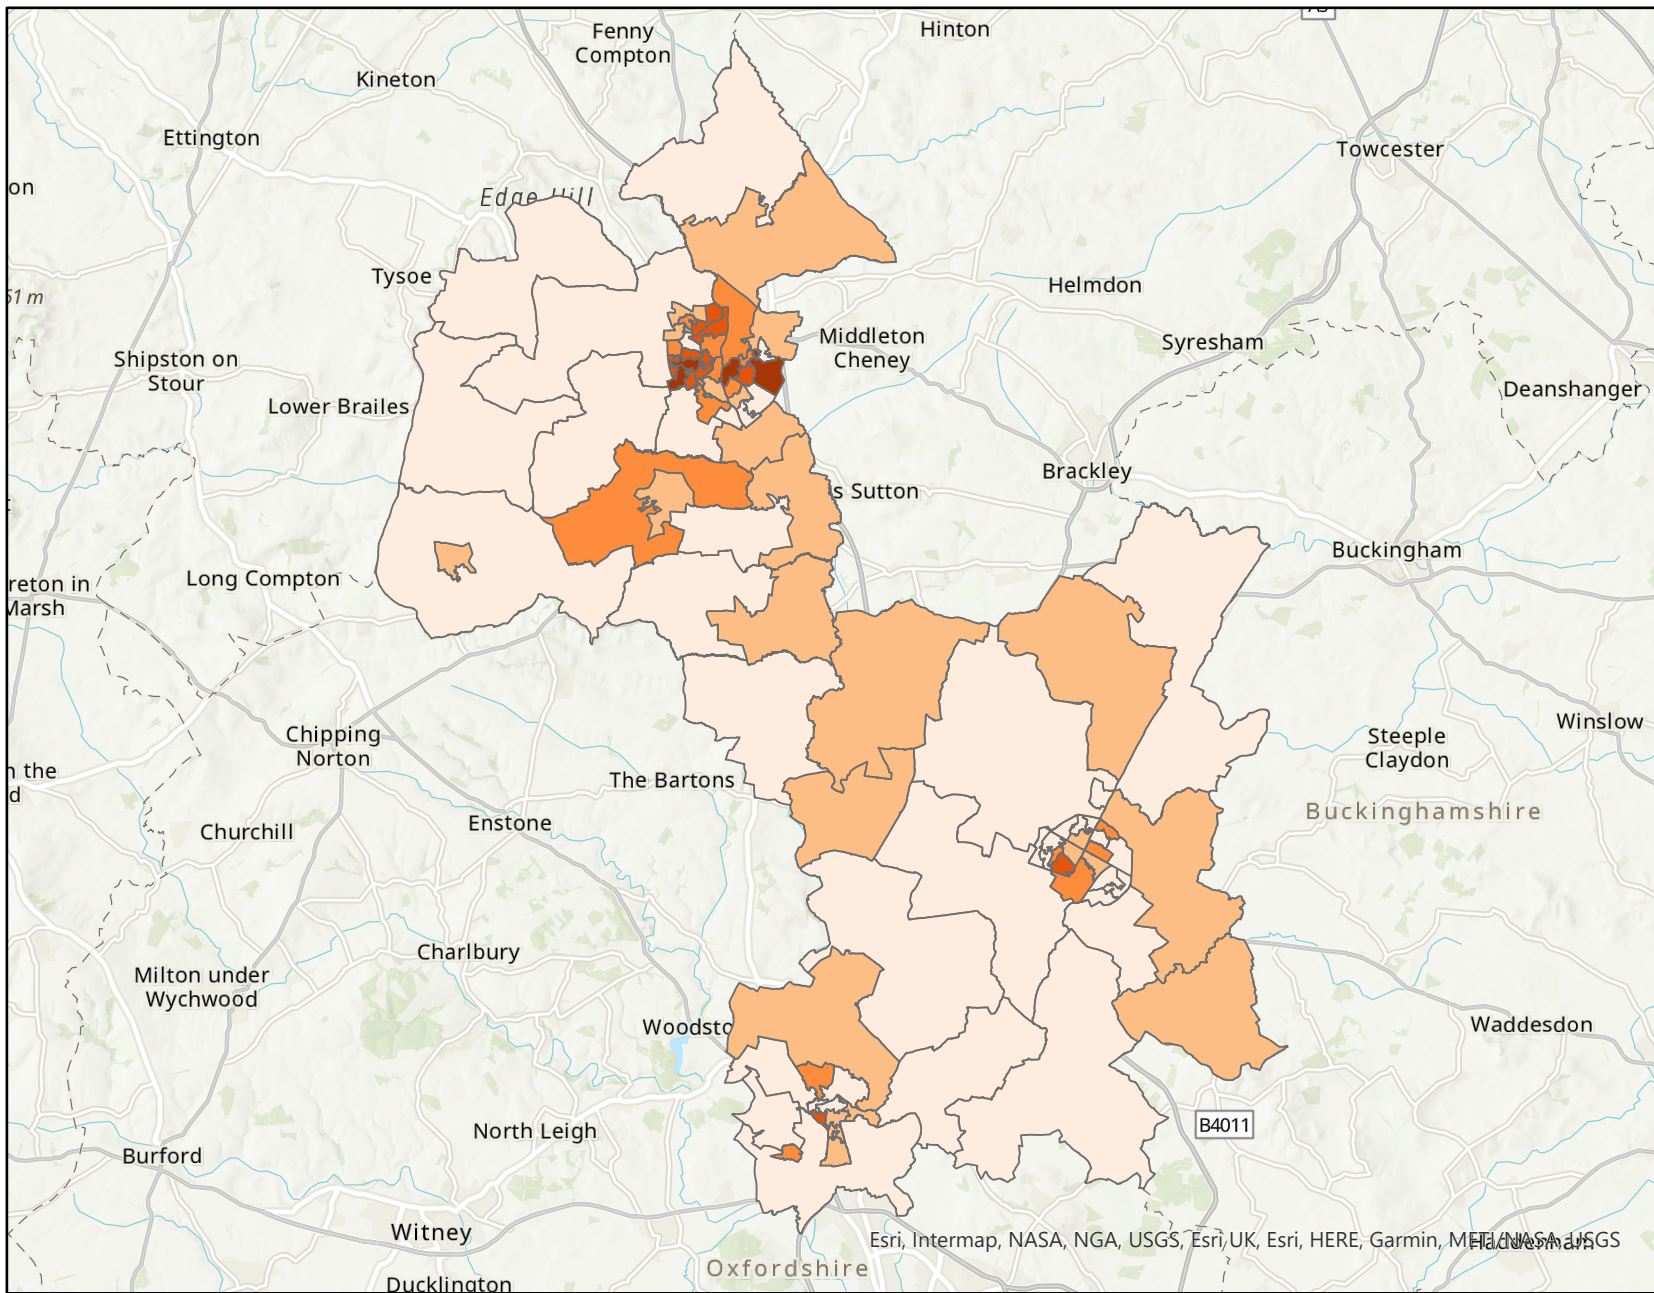 Fenny
Compton
Hinton
Kineton
Ettington
Towcester
on
Edge Hill
Tysoe
51 m
Helmdon
Middleton
Cheney
Syresham
Shipston on
Stour
Deanshanger
Lower Brailes
Brackley
s Sutton
Buckingham
Long Compton
reton in
Marsh
Winslow
Steeple
Claydon
Chipping
Norton
n the
d
The Bartons
Buckinghamshire
Churchill
Enstone
Charlbury
Milton under
Wychwood
Woodsto
Waddesdon
B4011
North Leigh
Burford
Witney
Esri, Intermap, NASA, NGA, USGS, Esri UK, Esri, HERE, Garmin, METI/NASA, USGS
Haddenham
Oxfordshire
Ducklington